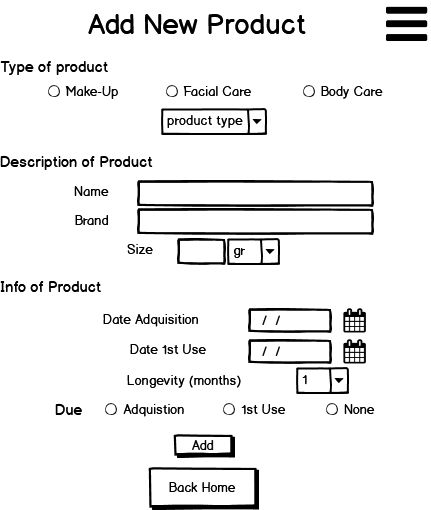 Add New Product
Type of product
Make-Up Facial Care Body Care
product type
Description of Product
Name
Brand
Size gr
Info of Product
Date Adquisition / /
Date 1st Use / /
Longevity (months) 1
Due Adquistion 1st Use None
Add
Back Home